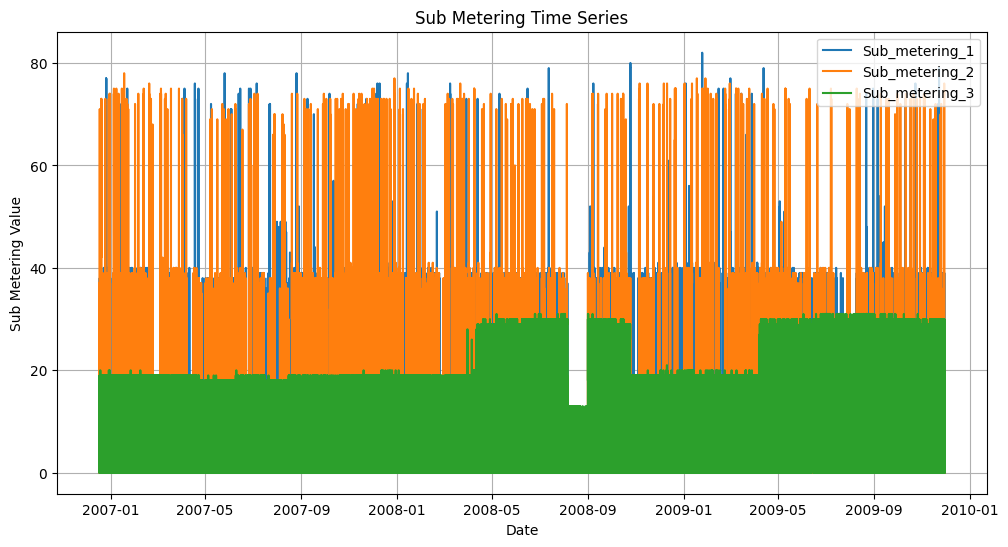 Sub Metering Time Series
Sub_metering_1
Sub_metering_2
Sub_metering_3
Sub Metering Value
80
60
40
20
0
2007-01 2007-05 2007-09 2008-01 2008-05 2008-09 2009-01 2009-05 2009-09 2010-01
Date